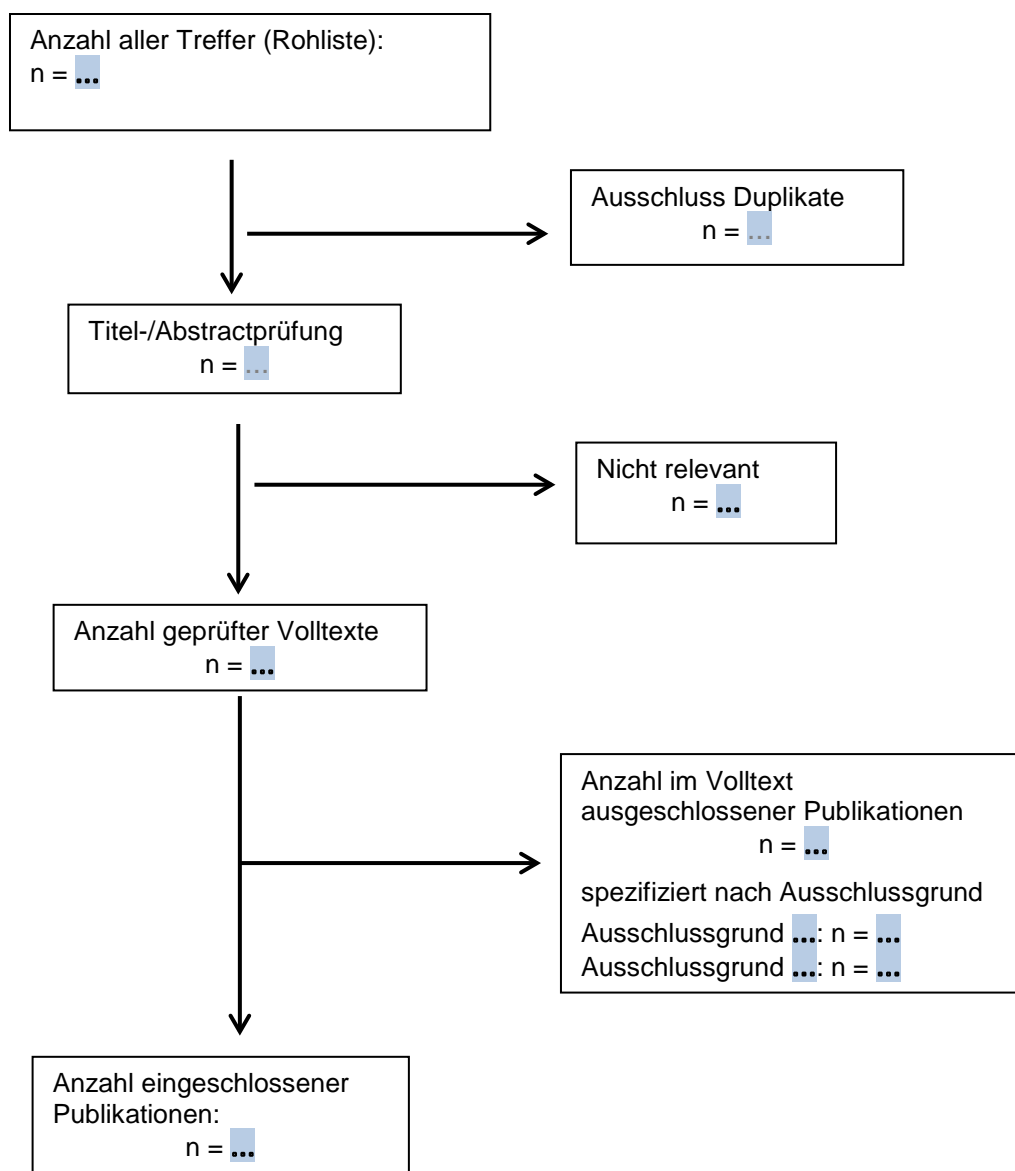 Anzahl aller Treffer (Rohliste):
n = ...
Ausschluss Duplikate
n = ...
Titel-/Abstractprüfung
n = ...
Nicht relevant
n = ...
Anzahl geprüfter Volltexte
n = ...
Anzahl im Volltext
ausgeschlossener Publikationen
n = ...
spezifiziert nach Ausschlussgrund
Ausschlussgrund ...: n = ...
Ausschlussgrund ...: n = ...
Anzahl eingeschlossener
Publikationen:
n = ...